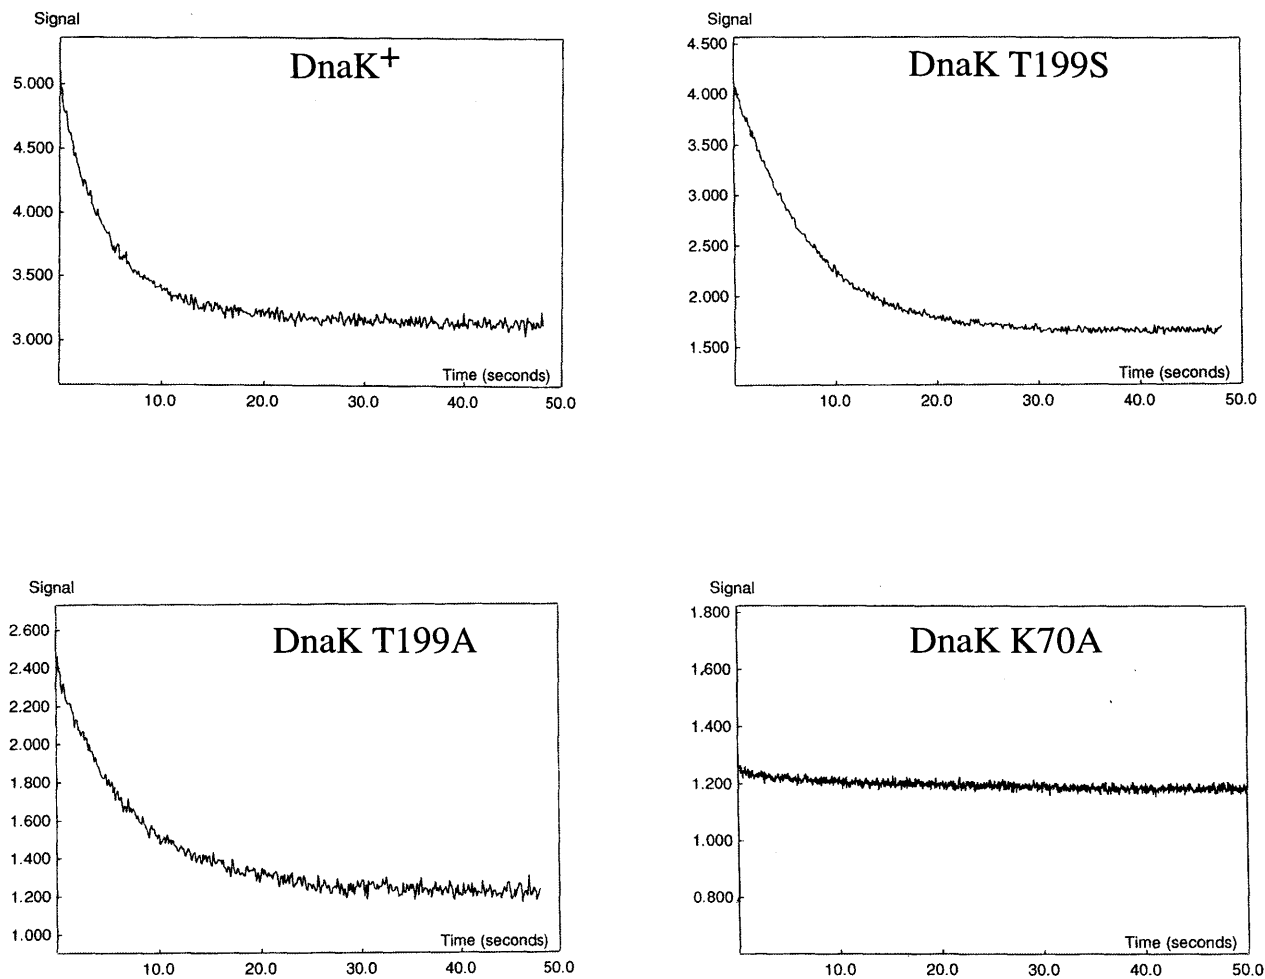 Signal
DnaK+
5.000
4.500
4.000
3.500
3.000
Time (seconds)
10.0 20.0 30.0 40.0 50.0
Signal
DnaK T199S
4.500
4.000
3.500
3.000
2.500
2.000
1.500
Time (seconds)
10.0 20.0 30.0 40.0 50.0
Signal
DnaK T199A
2.600
2.400
2.200
2.000
1.800
1.600
1.400
1.200
1.000
Time (seconds)
10.0 20.0 30.0 40.0 50.0
Signal
DnaK K70A
1.800
1,600
1.400
1.200
1.000
0.800
Time (seconds)
10.0 20.0 30.0 40.0 50.0